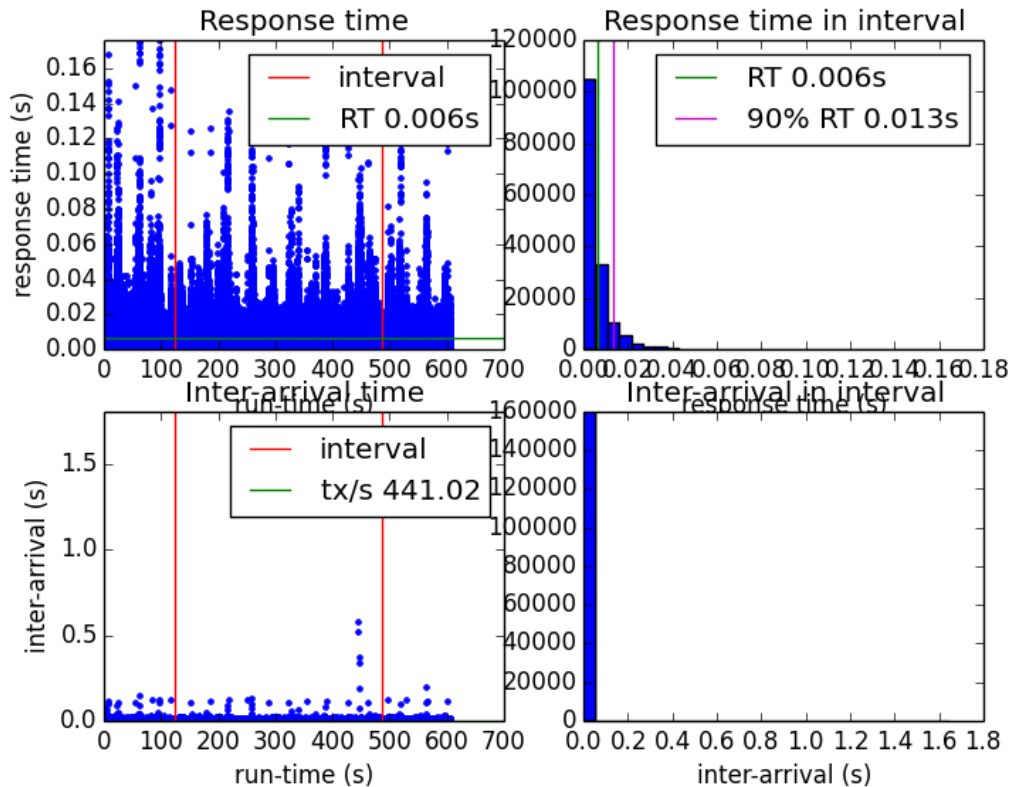 Response time
0.16
0.14
0.12
0.10
0.08
0.06
0.04
0.02
0.00
response time (s)
interval
RT 0.006s
0 100 200 300 400 500 600 700
run-time (s)
Response time in interval
120000
100000
80000
60000
40000
20000
0
RT 0.006s
90% RT 0.013s
0.00 0.02 0.04 0.06 0.08 0.10 0.12 0.14 0.16 0.18
response time (s)
Inter-arrival time
1.5
1.0
0.5
0.0
inter-arrival (s)
interval
tx/s 441.02
0 100 200 300 400 500 600 700
run-time (s)
Inter-arrival in interval
160000
140000
120000
100000
80000
60000
40000
20000
0
0.0 0.2 0.4 0.6 0.8 1.0 1.2 1.4 1.6 1.8
inter-arrival (s)